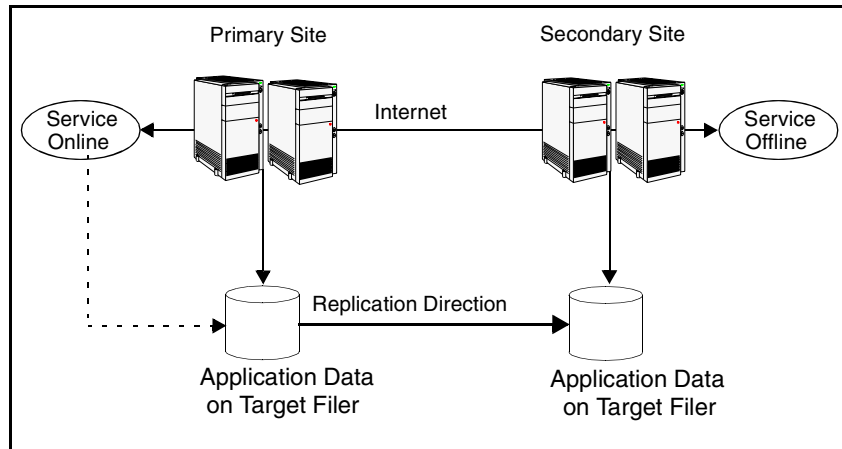 Primary Site
Secondary Site
Service
Online
Internet
Service
Offline
Replication Direction
Application Data
on Target Filer
Application Data
on Target Filer